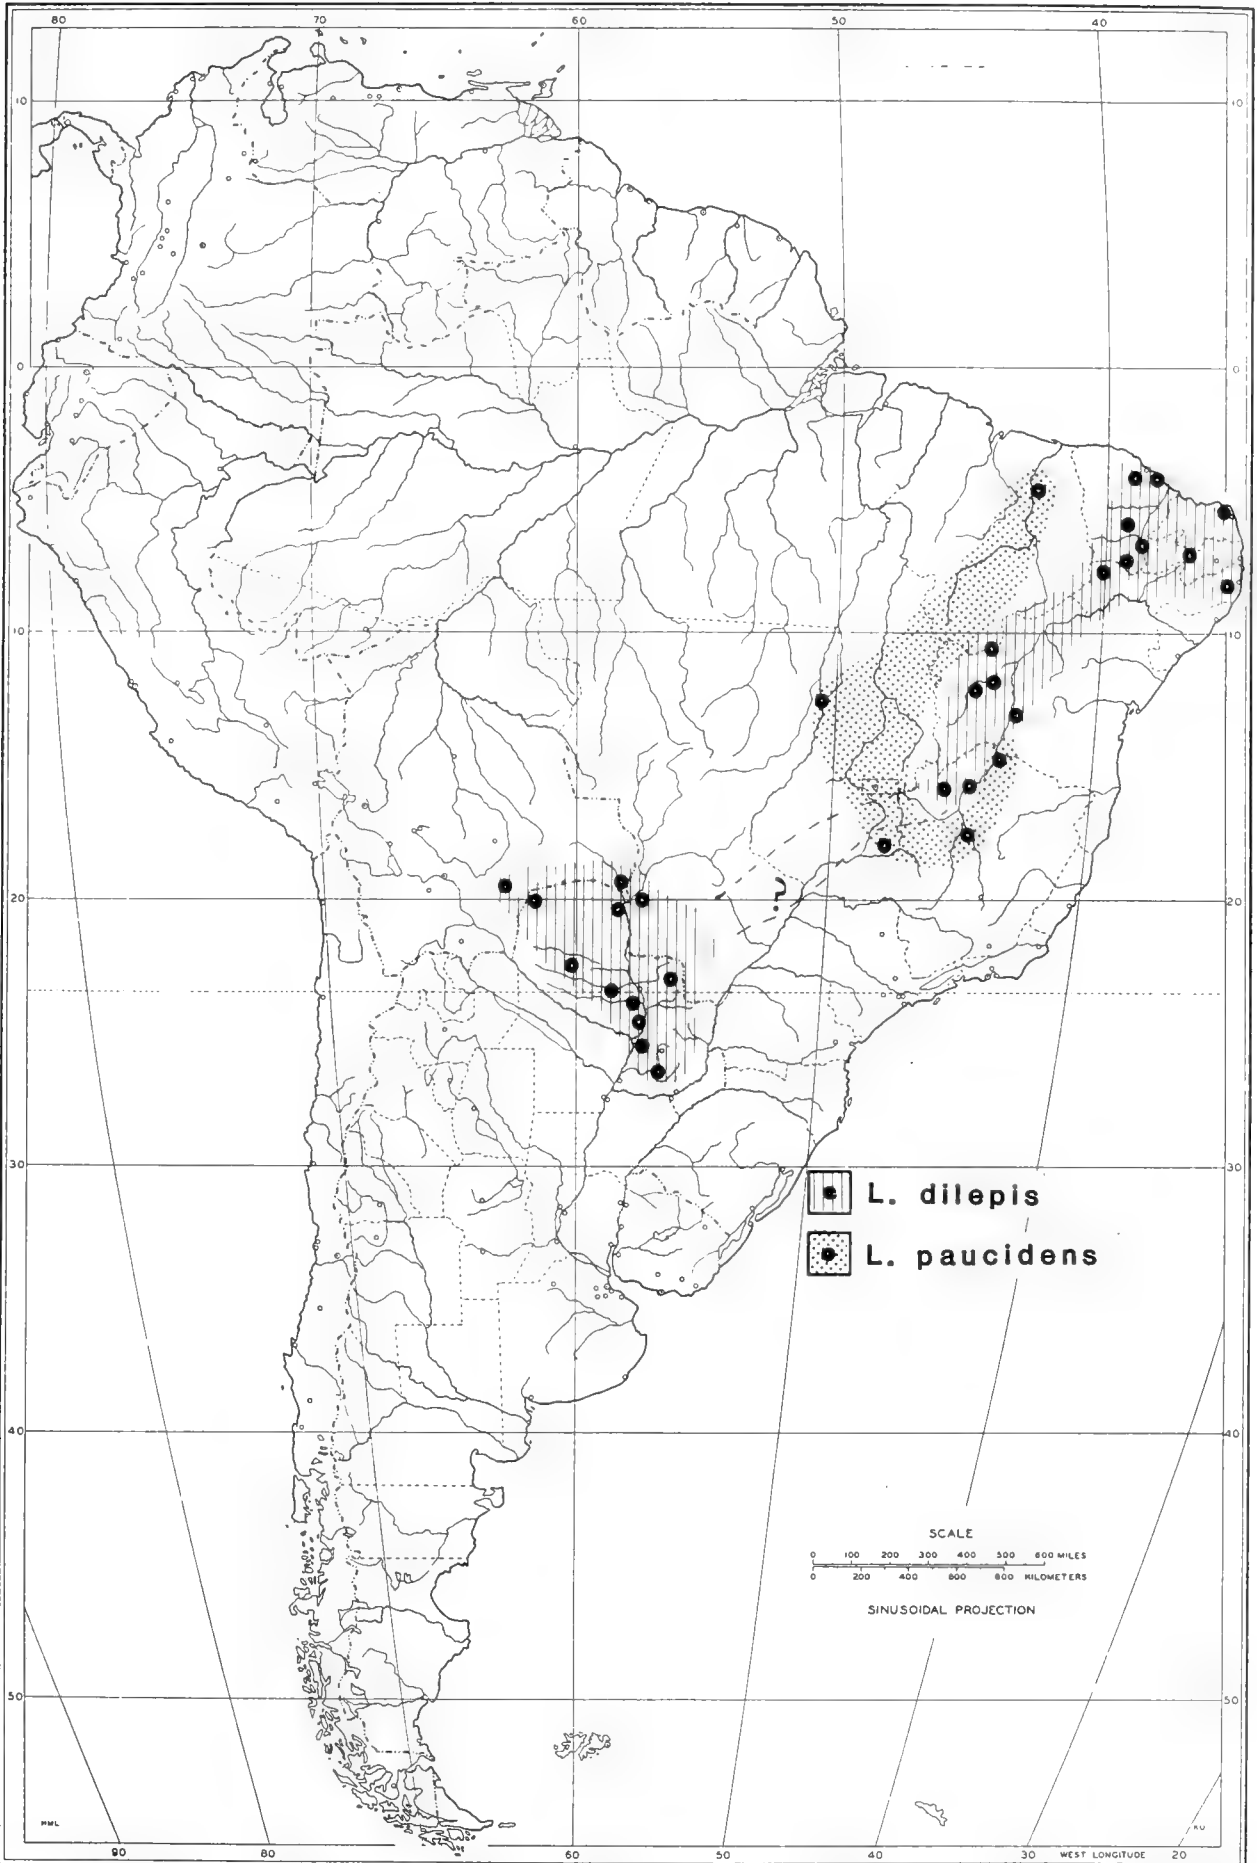 80 70 60 50 40
10 10
0 0
10 10
20 20
?
30
L. dilepis
30
L. paucidens
40 40
SCALE
0 100 200 300 400 500 600 MILES
0 200 400 600 800 KILOMETERS
SINUSOIDAL PROJECTION
50 50
MML KU
90 80 60 50 40 WEST LONGITUDE 20